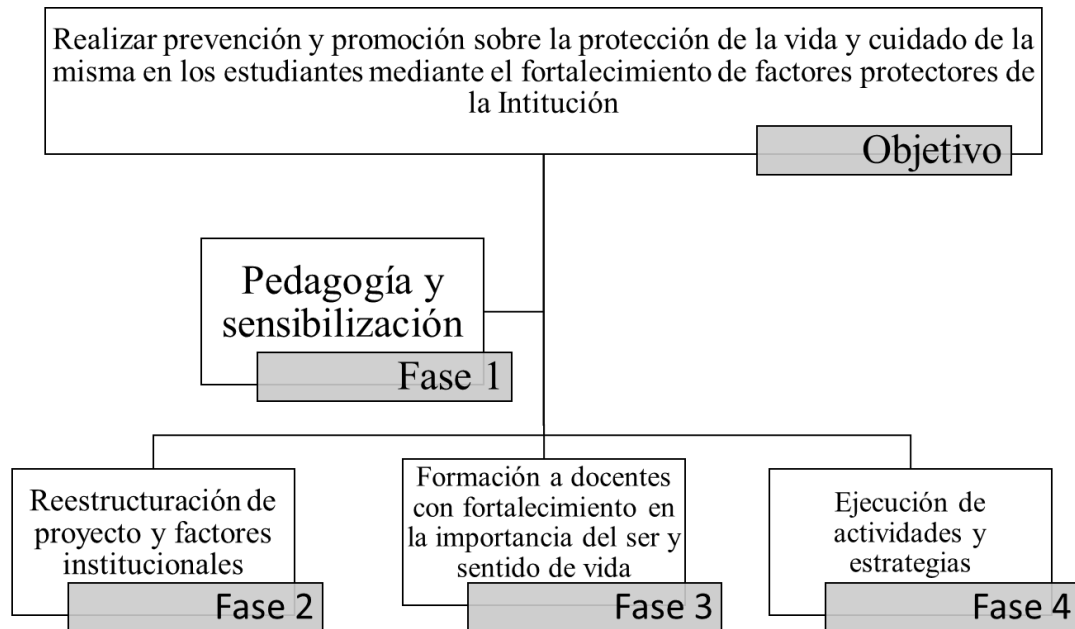 Realizar prevención y promoción sobre la protección de la vida y cuidado de la
misma en los estudiantes mediante el fortalecimiento de factores protectores de
la Intitución
Objetivo
Pedagogía y
sensibilización
Fase 1
Reestructuración de
proyecto y factores
institucionales
Fase 2
Formación a docentes
con fortalecimiento en
la importancia del ser y
sentido de vida
Fase 3
Ejecución de
actividades y
estrategias
Fase 4